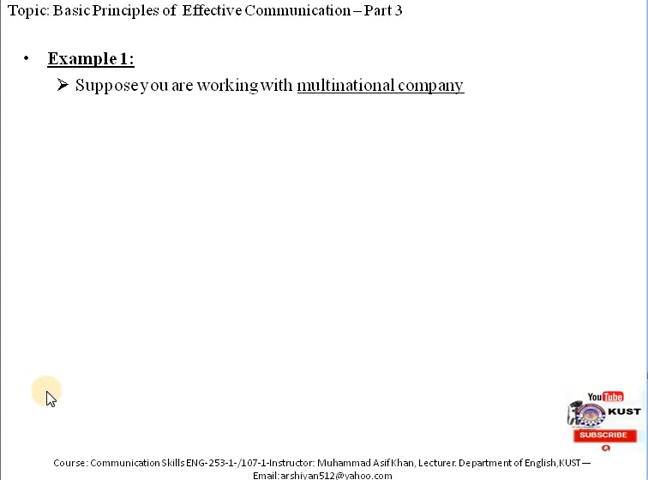 Topic: Basic Principles of Effective Communication – Part 3
• Example 1:
➢ Suppose you are working with multinational company
YouTube
KUST
SUBSCRIBE
Course: Communication Skills ENG-253-1-/107-1-Instructor: Muhammad Asif Khan, Lecturer. Department of English,KUST—
Email:arshiyan512@yahoo.com